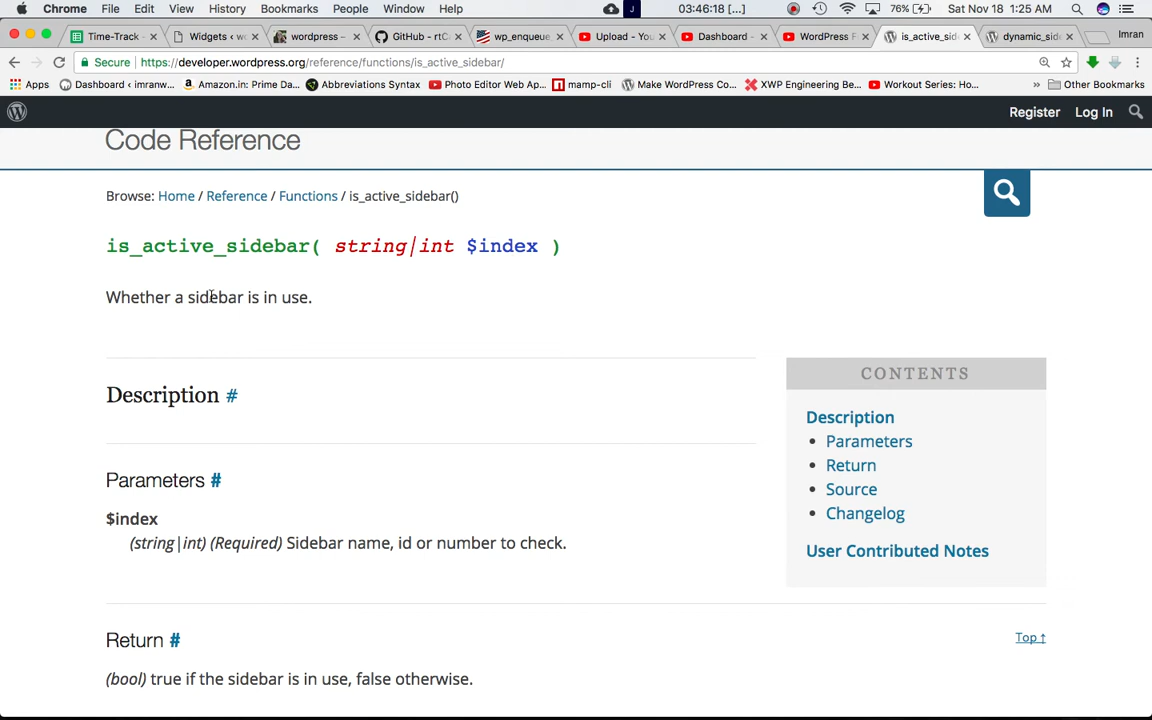 Chrome File Edit View History Bookmarks People Window Help J 03:46:18 [...] 76% Sat Nov 18 1:25 AM
Time-Track Widgets ‹ wo wordpress – GitHub - rtC wp_enqueue_ Upload - You Dashboard - WordPress F is_active_sid dynamic_side Imran
Secure https://developer.wordpress.org/reference/functions/is_active_sidebar/
Apps Dashboard ‹ imranw... Amazon.in: Prime Da... Abbreviations Syntax Photo Editor Web Ap... mamp-cli Make WordPress Co... XWP Engineering Be... Workout Series: Ho... » Other Bookmarks
Register Log In
Code Reference
Browse: Home / Reference / Functions / is_active_sidebar()
is_active_sidebar( string|int $index )
Whether a sidebar is in use.
CONTENTS
Description #
Description
• Parameters
• Return
• Source
• Changelog
User Contributed Notes
Parameters #
$index
(string|int) (Required) Sidebar name, id or number to check.
Return #
Top ↑
(bool) true if the sidebar is in use, false otherwise.